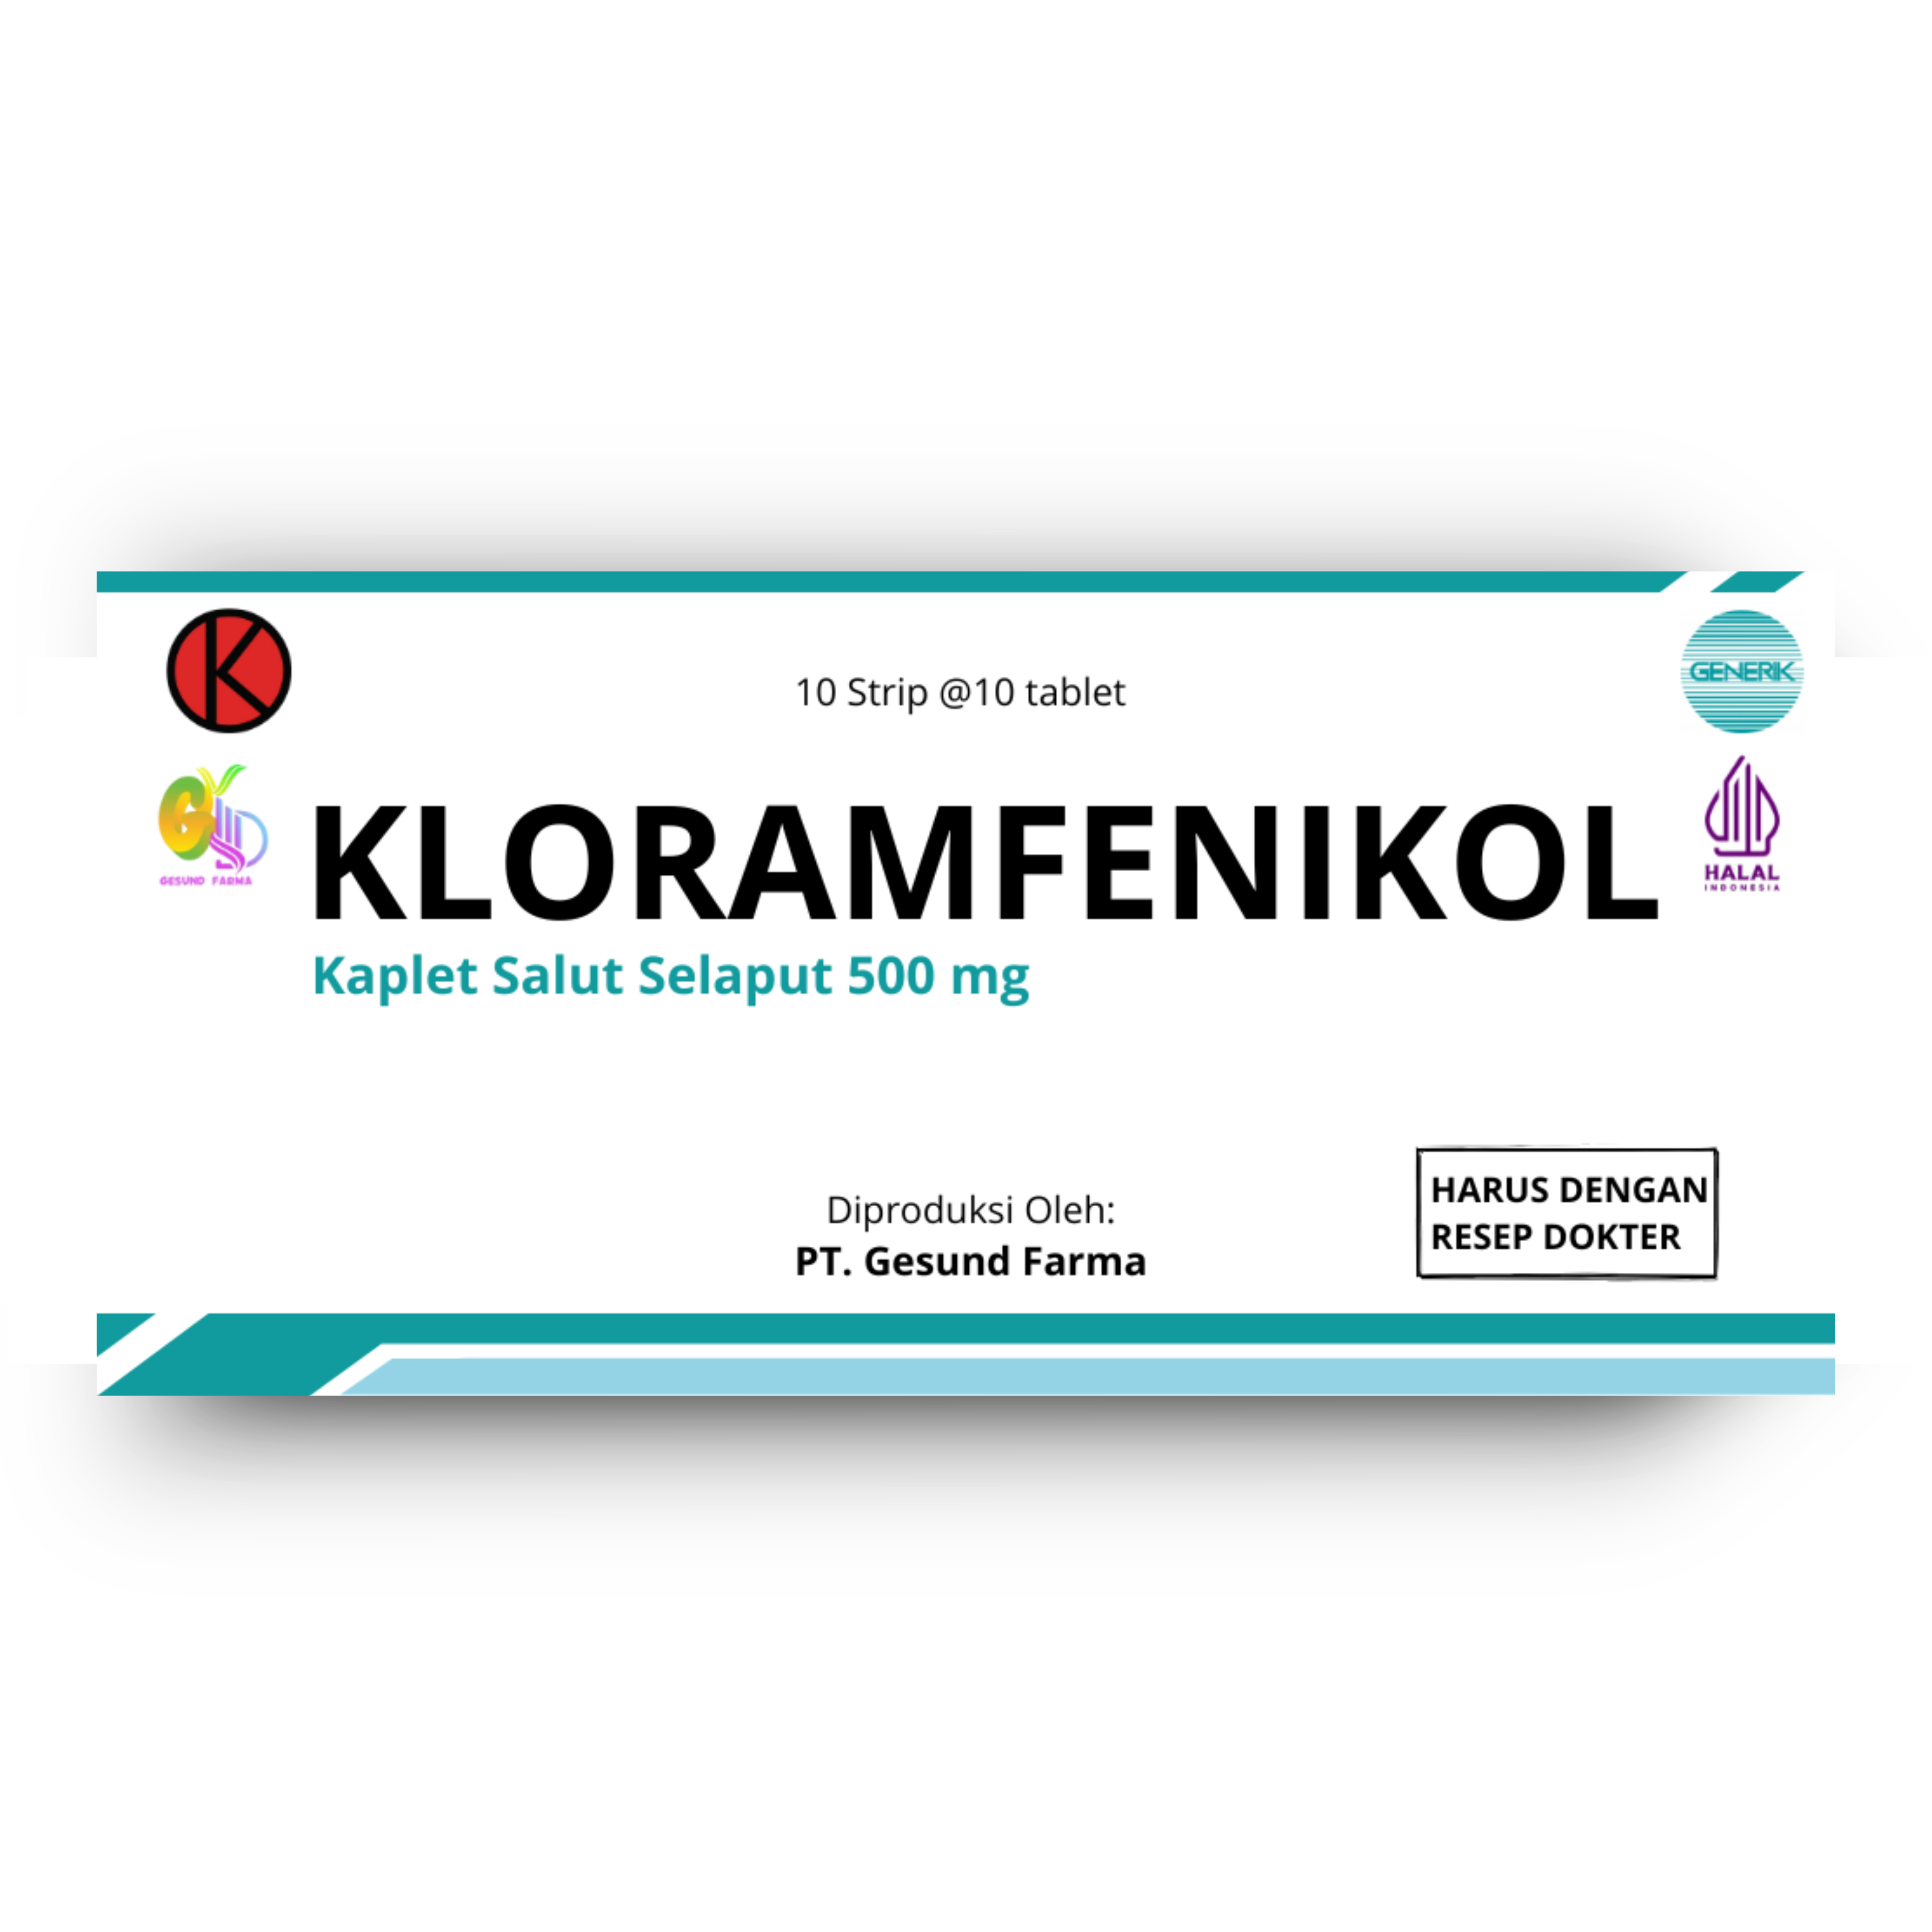 K
10 Strip @10 tablet
GENERIK
GESUND FARMA
KLORAMFENIKOL
HALAL
INDONESIA
Kaplet Salut Selaput 500 mg
Diproduksi Oleh:
PT. Gesund Farma
HARUS DENGAN
RESEP DOKTER